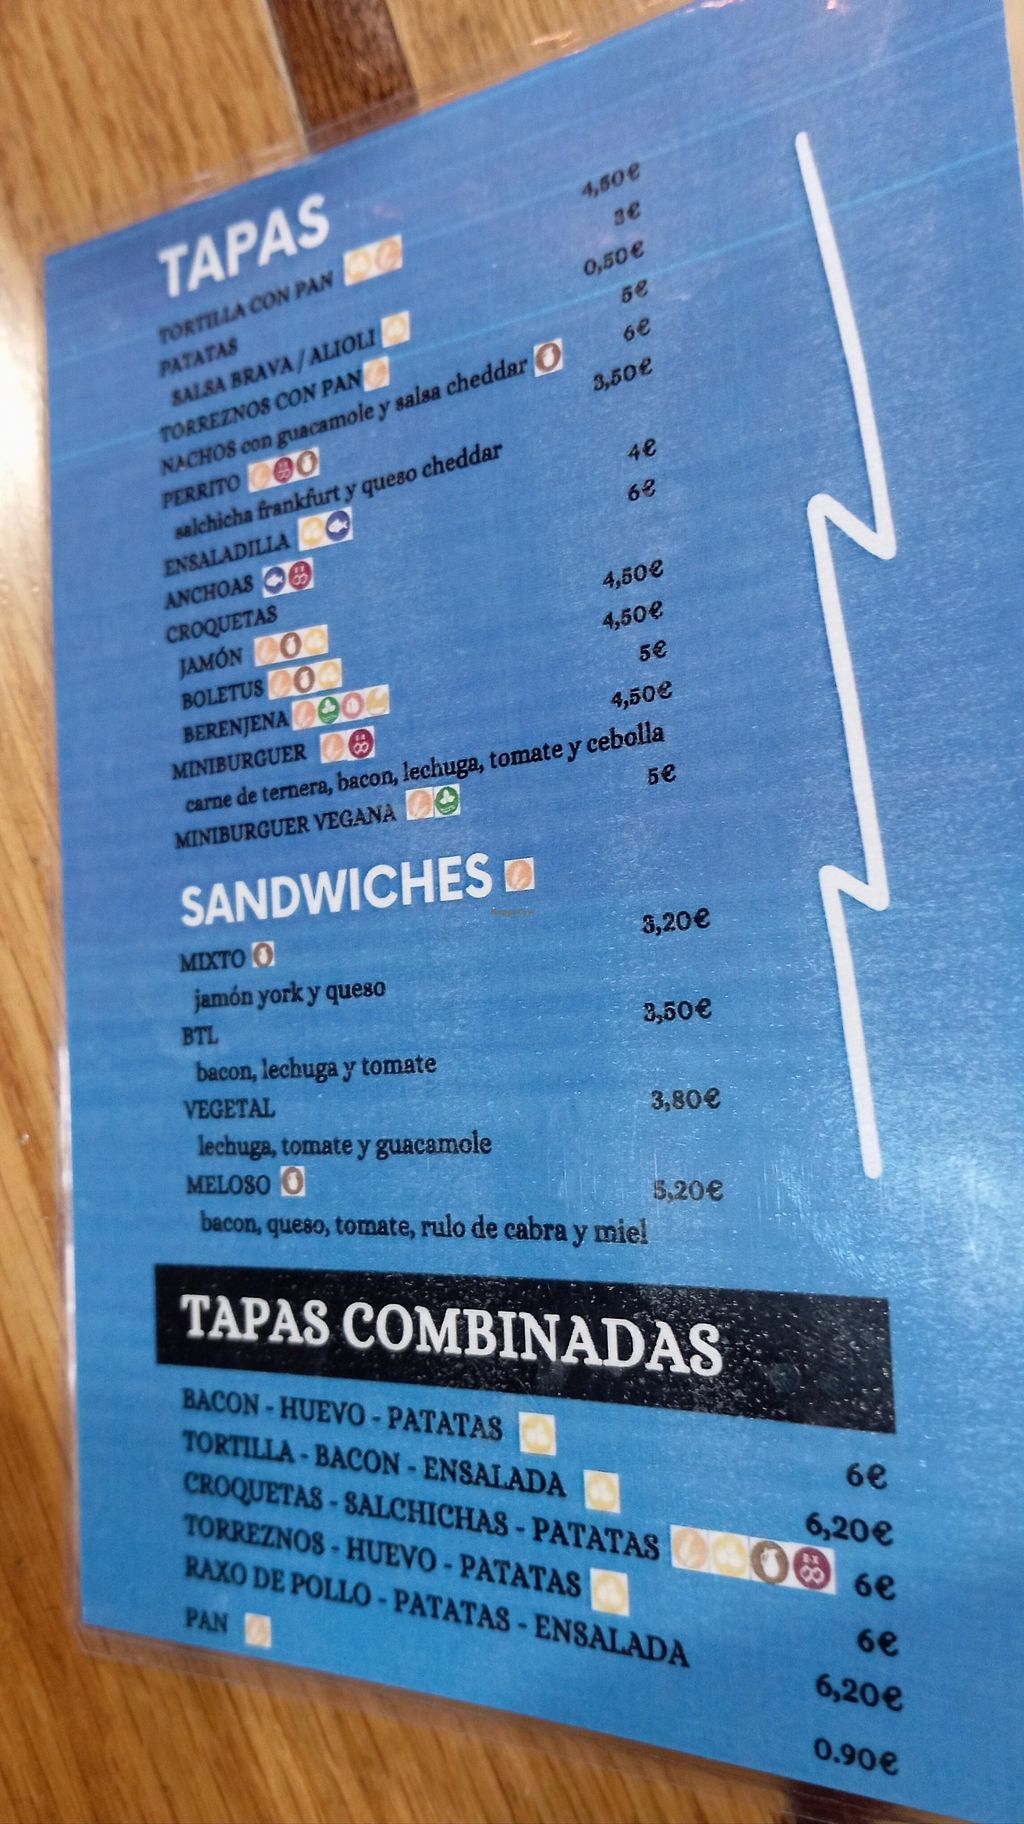 TAPAS
TORTILLA CON PAN 4,50€
PATATAS 3€
SALSA BRAVA / ALIOLI 0,50€
TORREZNOS CON PAN 5€
NACHOS con guacamole y salsa cheddar 6€
PERRITO 3,50€
salchicha frankfurt y queso cheddar
ENSALADILLA 4€
ANCHOAS 6€
CROQUETAS
JAMÓN 4,50€
BOLETUS 4,50€
BERENJENA 5€
MINIBURGUER 4,50€
carne de ternera, bacon, lechuga, tomate y cebolla
MINIBURGUER VEGANA 5€
SANDWICHES
MIXTO 3,20€
jamón york y queso
BTL 3,50€
bacon, lechuga y tomate
VEGETAL 3,80€
lechuga, tomate y guacamole
MELOSO 5,20€
bacon, queso, tomate, rulo de cabra y miel
TAPAS COMBINADAS
BACON - HUEVO - PATATAS 6€
TORTILLA - BACON - ENSALADA 6,20€
CROQUETAS - SALCHICHAS - PATATAS 6€
TORREZNOS - HUEVO - PATATAS 6€
RAXO DE POLLO - PATATAS - ENSALADA 6,20€
PAN 0.90€